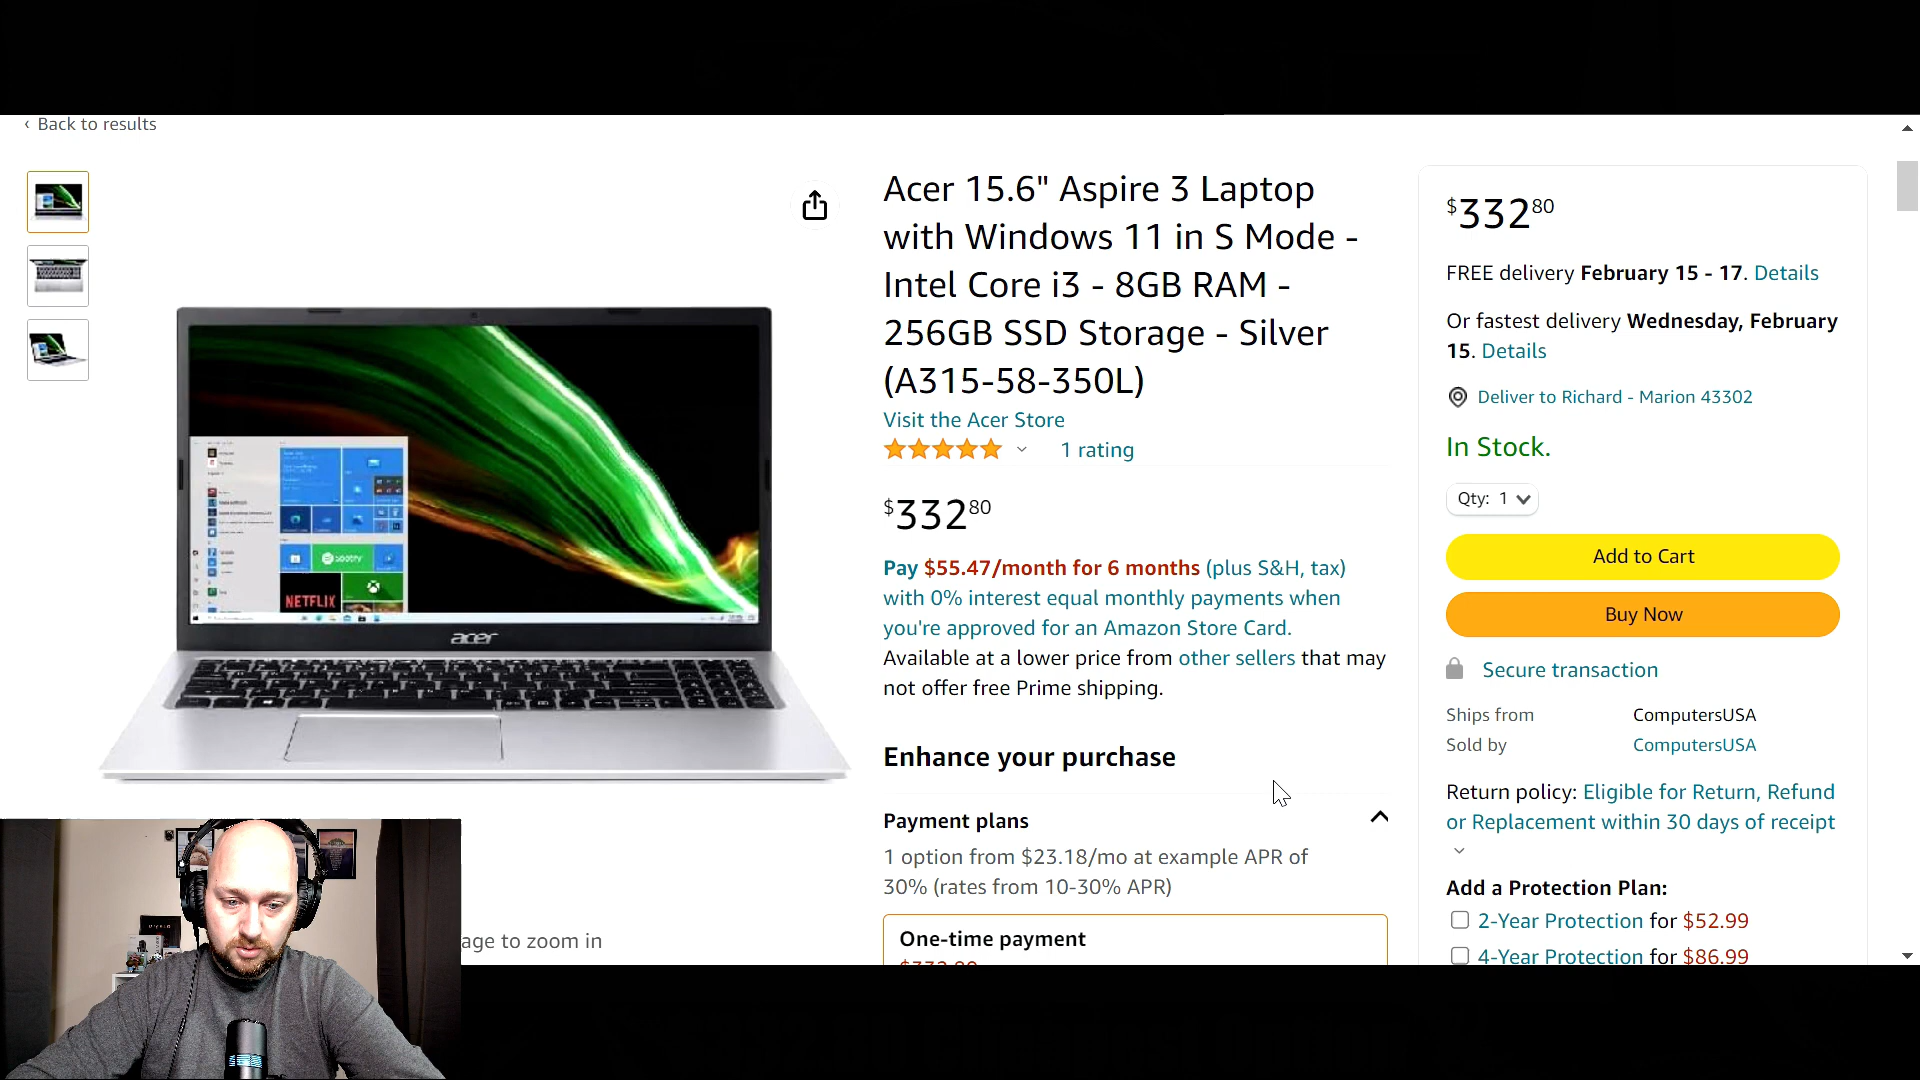 ‹ Back to results
Acer 15.6" Aspire 3 Laptop
with Windows 11 in S Mode -
Intel Core i3 - 8GB RAM -
256GB SSD Storage - Silver
(A315-58-350L)
Visit the Acer Store
1 rating
$332 80
Pay $55.47/month for 6 months (plus S&H, tax)
with 0% interest equal monthly payments when
you're approved for an Amazon Store Card.
Available at a lower price from other sellers that may
not offer free Prime shipping.
Enhance your purchase
Payment plans
1 option from $23.18/mo at example APR of
30% (rates from 10-30% APR)
One-time payment
$332.80
Spotify
NETFLIX
acer
age to zoom in
$332 80
FREE delivery February 15 - 17. Details
Or fastest delivery Wednesday, February
15. Details
Deliver to Richard - Marion 43302
In Stock.
Qty: 1
Add to Cart
Buy Now
Secure transaction
Ships from ComputersUSA
Sold by ComputersUSA
Return policy: Eligible for Return, Refund
or Replacement within 30 days of receipt
Add a Protection Plan:
2-Year Protection for $52.99
4-Year Protection for $86.99